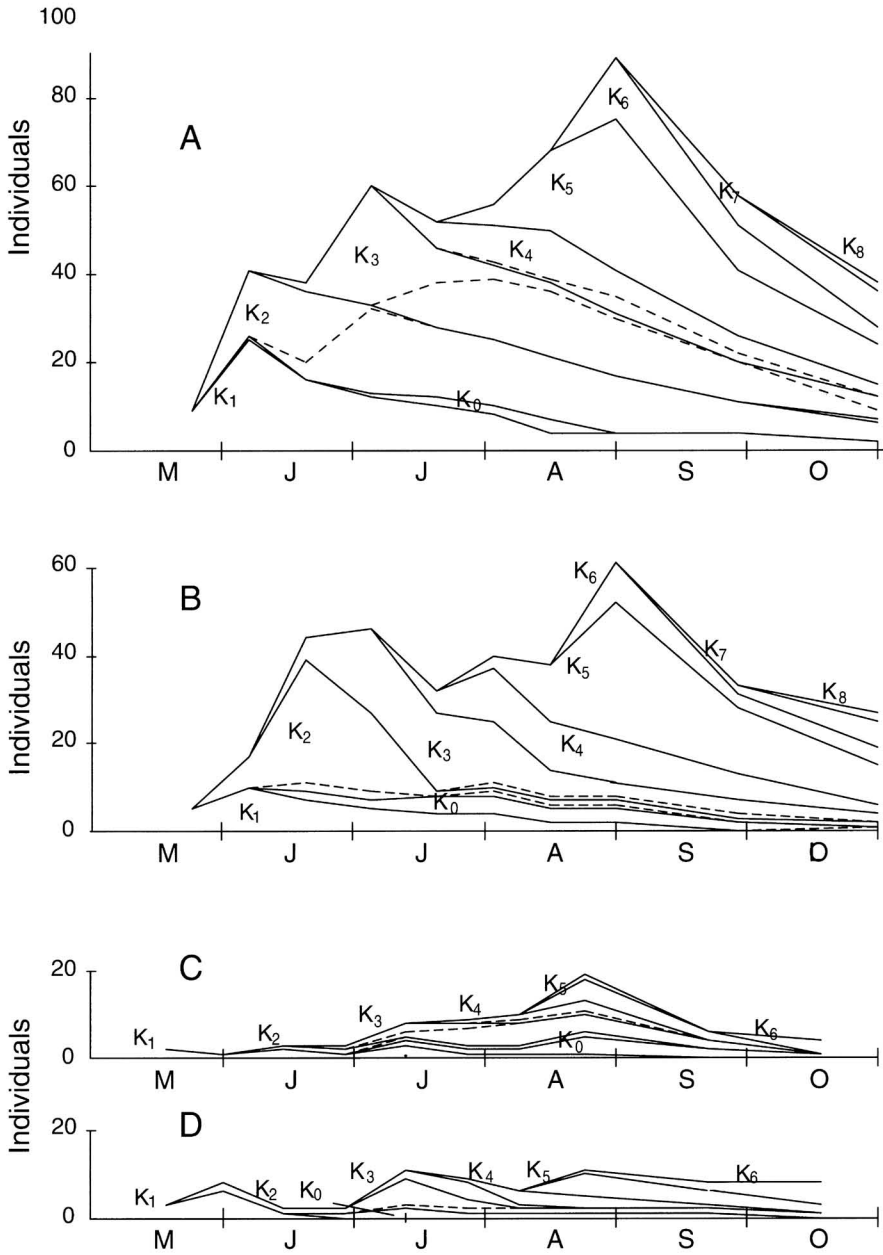 100
80
60
40
20
0
Individuals
A
K1
K2
K3
K0
K4
K5
K6
K7
K8
M J J A S O
60
40
20
0
Individuals
B
K1
K2
K3
K0
K4
K5
K6
K7
K8
M J J A S O
20
0
Individuals
C
K1
K2
K3
K4
K5
K0
K6
M J J A S O
20
0
D
K1
K2
K0
K3
K4
K5
K6
M J J A S O